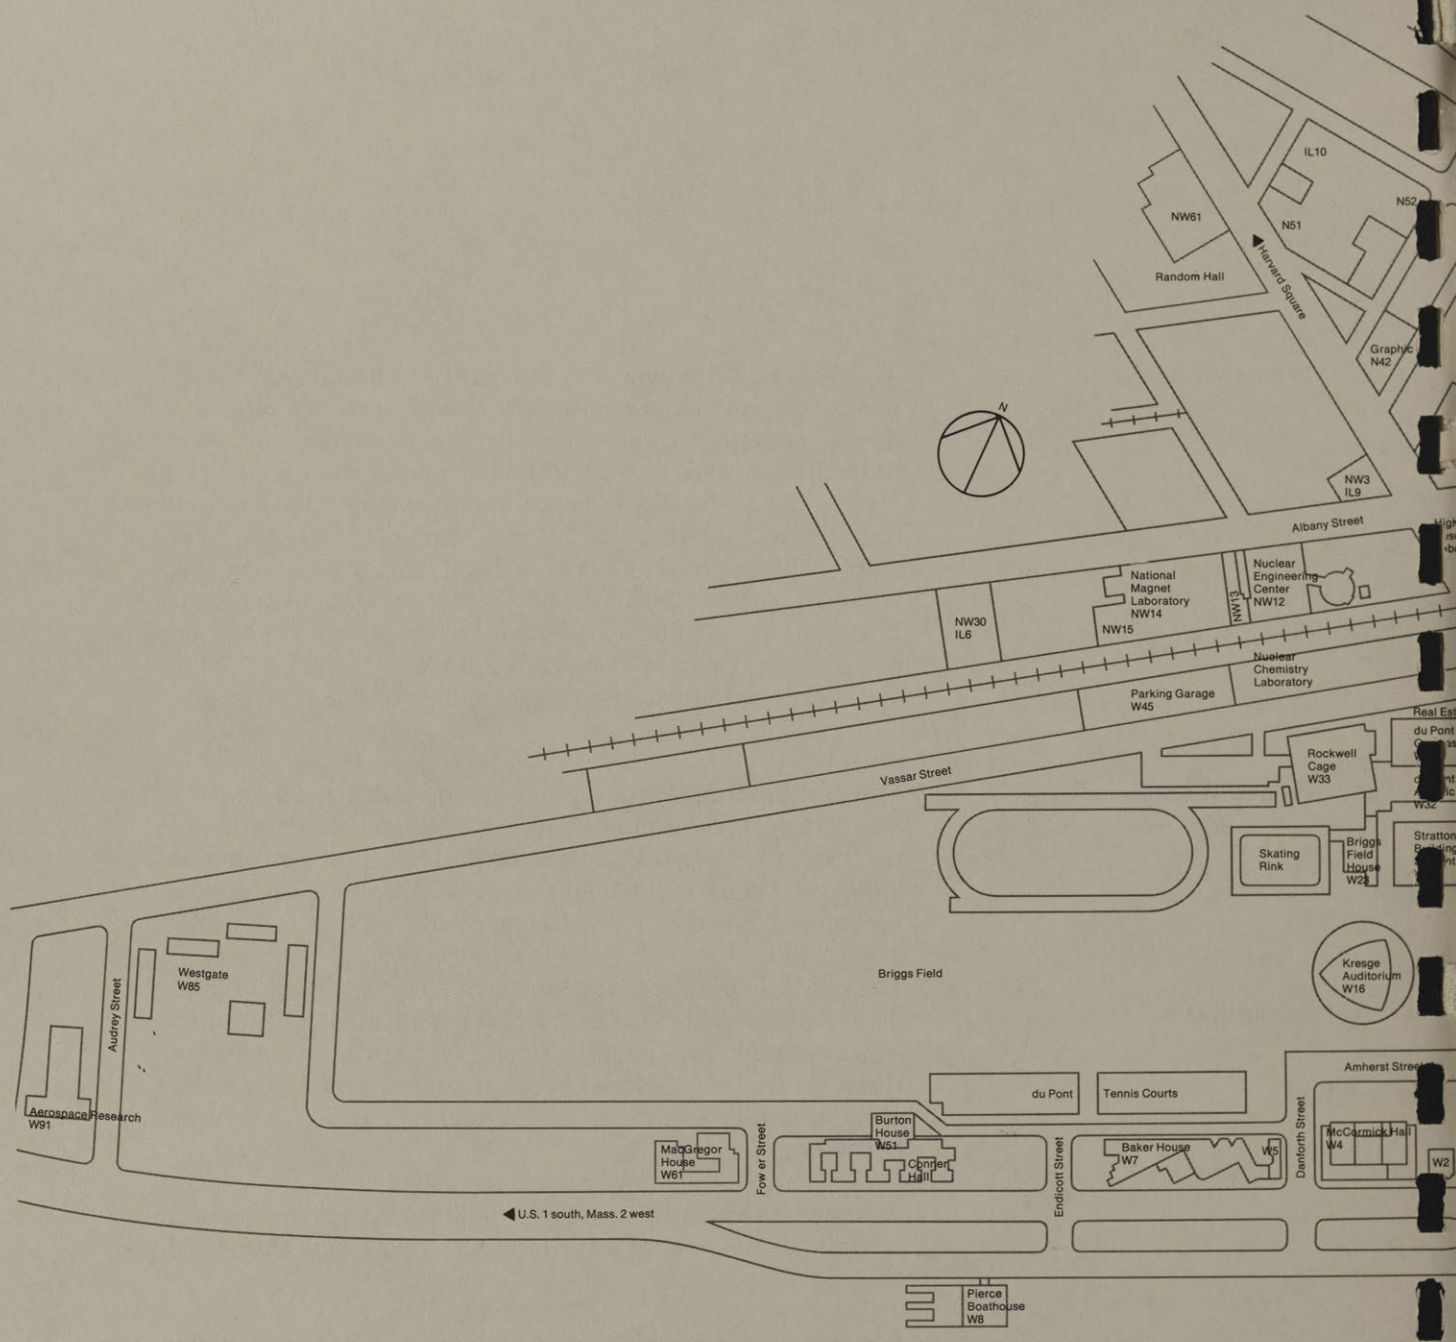 IL10
N52
NW61
N51
Harvard Square
Random Hall
Graphic
N42
N
NW3
IL9
Albany Street
High
National
Magnet
Laboratory
NW14
NW15
NW13
Nuclear
Engineering
Center
NW12
NW30
IL6
Nuclear
Chemistry
Laboratory
Parking Garage
W45
Real Est
du Pont
Rockwell
Cage
W33
W32
Vassar Street
Skating
Rink
Briggs
Field
House
W23
Stratton
Kresge
Auditorium
W16
Briggs Field
Westgate
W85
Audrey Street
Aerospace Research
W91
Amherst Street
du Pont
Tennis Courts
Burton
House
W51
Conner
Hall
MacGregor
House
W61
Fowler Street
Endicott Street
Baker House
W7
W5
Danforth Street
McCormick Hall
W4
W2
U.S. 1 south, Mass. 2 west
Pierce
Boathouse
W8